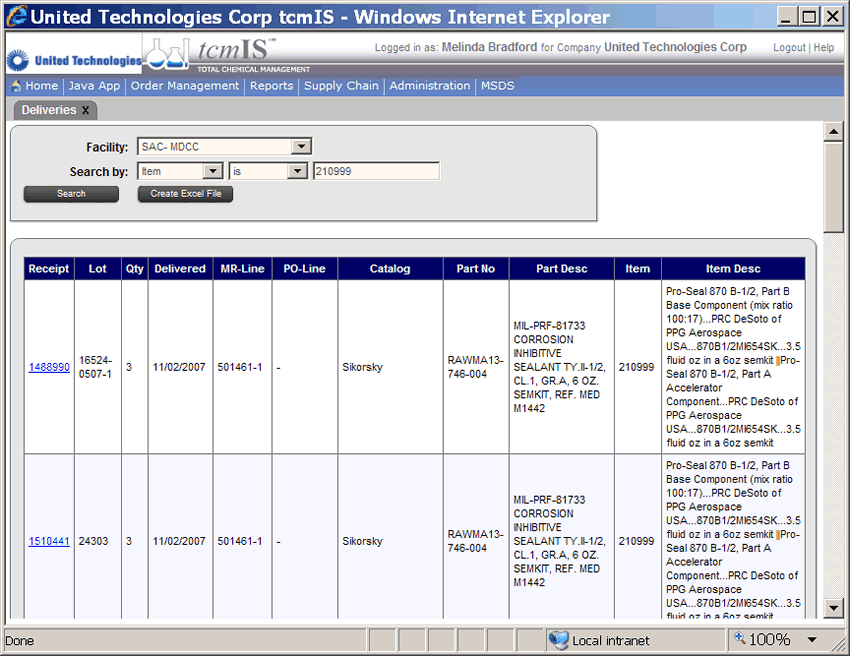 United Technologies Corp tcmIS - Windows Internet Explorer
United Technologies
tcmIS™
TOTAL CHEMICAL MANAGEMENT
Logged in as: Melinda Bradford for Company United Technologies Corp
Logout | Help
Home | Java App | Order Management | Reports | Supply Chain | Administration | MSDS
Deliveries X
Facility: SAC- MDCC
Search by: Item is 210999
Search Create Excel File
Receipt Lot Qty Delivered MR-Line PO-Line Catalog Part No Part Desc Item Item Desc
1488990
16524-
0507-1
3
11/02/2007
501461-1
-
Sikorsky
RAWMA13-
746-004
MIL-PRF-81733
CORROSION
INHIBITIVE
SEALANT TY.II-1/2,
CL.1, GR.A, 6 OZ.
SEMKIT, REF. MED
M1442
210999
Pro-Seal 870 B-1/2, Part B
Base Component (mix ratio
100:17)...PRC DeSoto of
PPG Aerospace
USA...870B1/2MI654SK...3.5
fluid oz in a 6oz semkit ||Pro-
Seal 870 B-1/2, Part A
Accelerator
Component...PRC DeSoto of
PPG Aerospace
USA...870B1/2MI654SK...3.5
fluid oz in a 6oz semkit
1510441
24303
3
11/02/2007
501461-1
-
Sikorsky
RAWMA13-
746-004
MIL-PRF-81733
CORROSION
INHIBITIVE
SEALANT TY.II-1/2,
CL.1, GR.A, 6 OZ.
SEMKIT, REF. MED
M1442
210999
Pro-Seal 870 B-1/2, Part B
Base Component (mix ratio
100:17)...PRC DeSoto of
PPG Aerospace
USA...870B1/2MI654SK...3.5
fluid oz in a 6oz semkit ||Pro-
Seal 870 B-1/2, Part A
Accelerator
Component...PRC DeSoto of
PPG Aerospace
USA...870B1/2MI654SK...3.5
fluid oz in a 6oz semkit
Done
Local intranet
100%